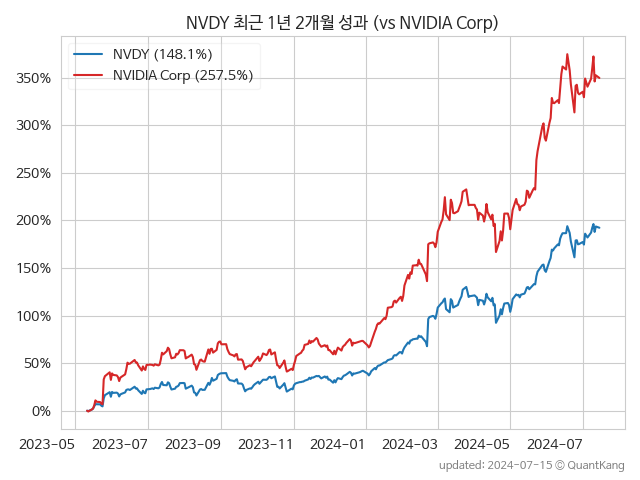 NVDY 최근 1년 2개월 성과 (vs NVIDIA Corp)
NVDY (148.1%)
NVIDIA Corp (257.5%)
350%
300%
250%
200%
150%
100%
50%
0%
2023-05 2023-07 2023-09 2023-11 2024-01 2024-03 2024-05 2024-07
updated: 2024-07-15 © QuantKang